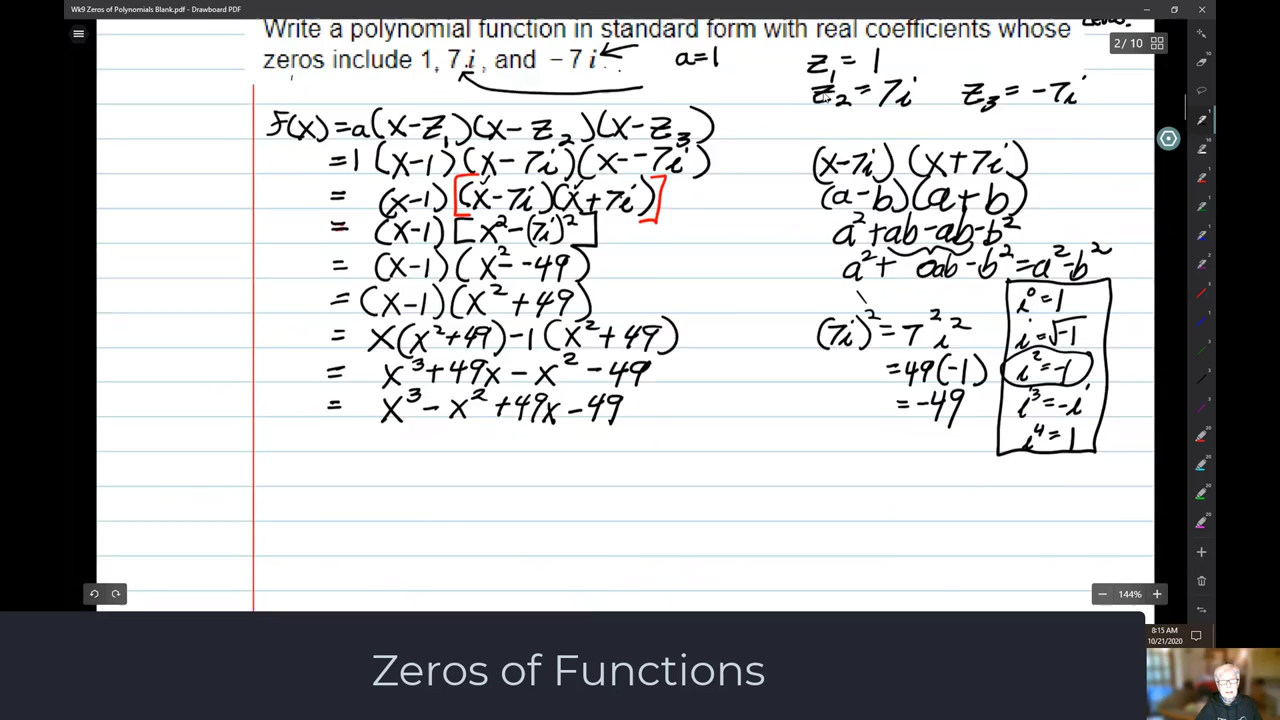 Wk9 Zeros of Polynomials Blank.pdf - Drawboard PDF
Write a polynomial function in standard form with real coefficients whose
zeros include 1, 7i, and -7i
a=1
z₁ = 1
z₂ = 7i z₃ = -7i
2 / 10
f(x) = a(x-z₁)(x-z₂)(x-z₃)
=1 (x-1)(x-7i)(x--7i)
= (x-1)[(x-7i)(x+7i)]
= (x-1)[x²-(7i)²]
= (x-1)(x²--49)
= (x-1)(x²+49)
= x(x²+49)-1(x²+49)
= x³+49x-x²-49
= x³-x²+49x-49
(x-7i)(x+7i)
(a-b)(a+b)
a²+ab-ab-b²
a²+ 0ab-b²=a²-b²
(7i)²=7²i²
=49(-1)
=-49
i⁰=1
i=√-1
i²=-1
i³=-i
i⁴=1
144%
8:15 AM
10/21/2020
Zeros of Functions